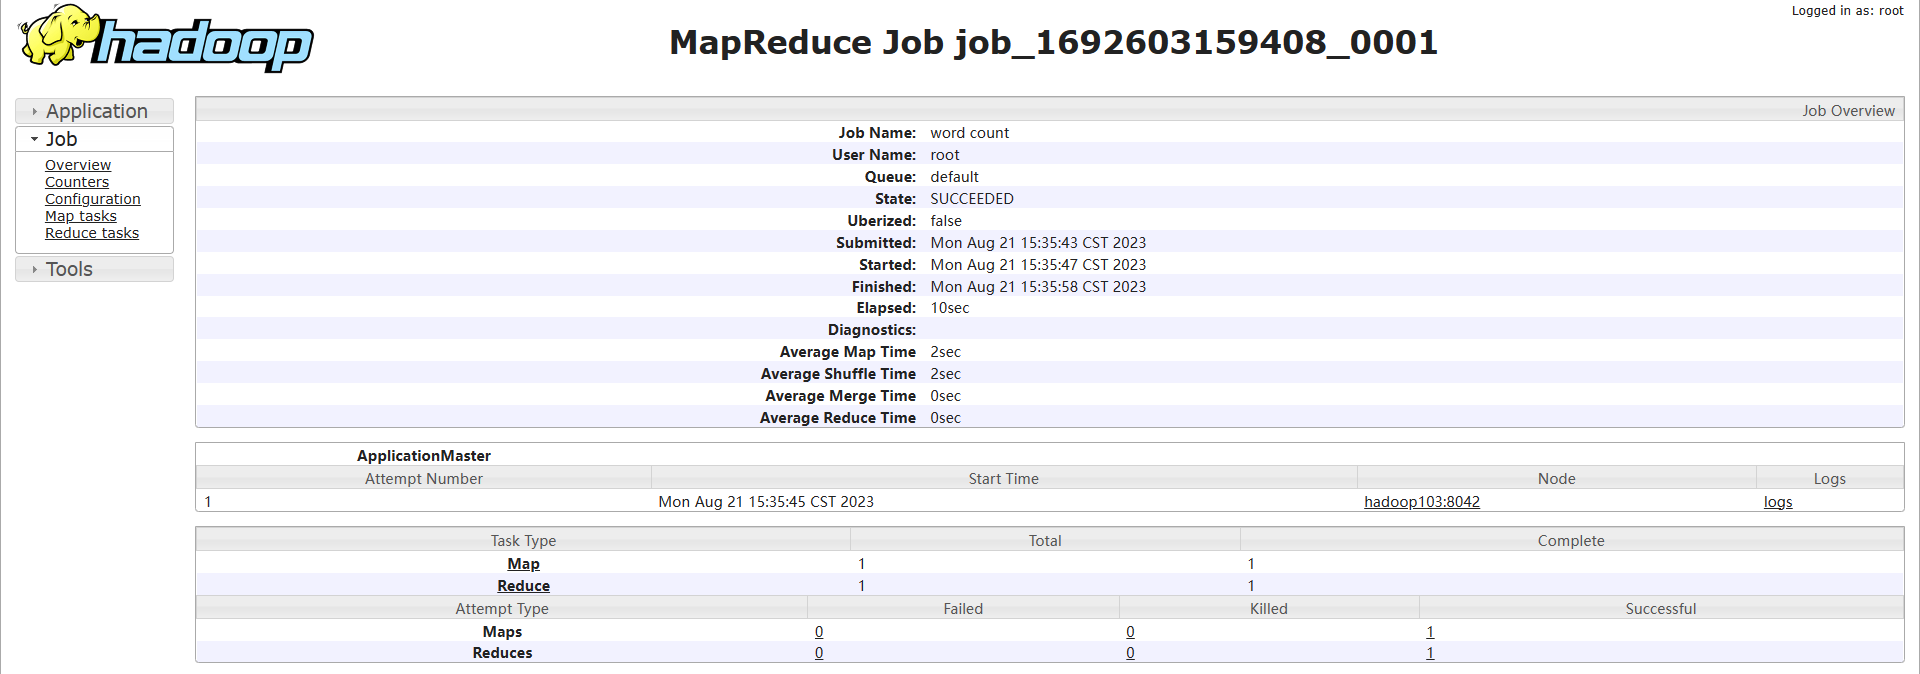 Logged in as: root
hadoop
MapReduce Job job_1692603159408_0001
Application
Job
Overview
Counters
Configuration
Map tasks
Reduce tasks
Tools
Job Overview
Job Name: word count
User Name: root
Queue: default
State: SUCCEEDED
Uberized: false
Submitted: Mon Aug 21 15:35:43 CST 2023
Started: Mon Aug 21 15:35:47 CST 2023
Finished: Mon Aug 21 15:35:58 CST 2023
Elapsed: 10sec
Diagnostics:
Average Map Time 2sec
Average Shuffle Time 2sec
Average Merge Time 0sec
Average Reduce Time 0sec
ApplicationMaster
Attempt Number Start Time Node Logs
1 Mon Aug 21 15:35:45 CST 2023 hadoop103:8042 logs
Task Type Total Complete
Map 1 1
Reduce 1 1
Attempt Type Failed Killed Successful
Maps 0 0 1
Reduces 0 0 1